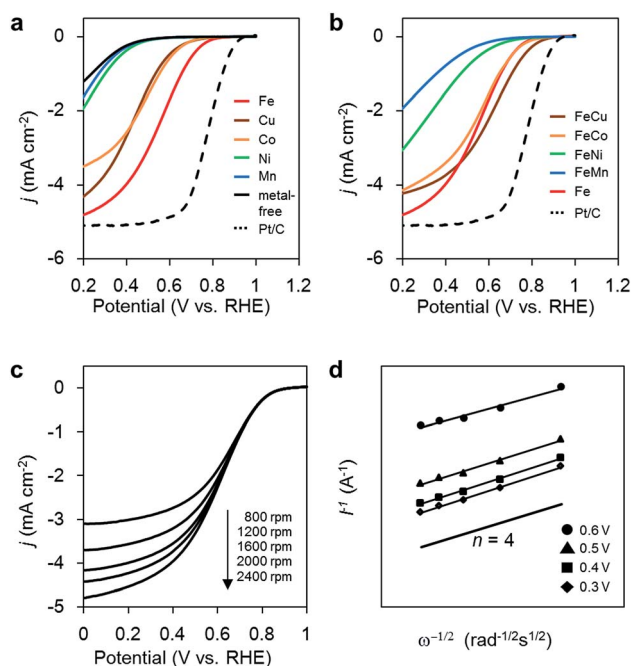 a
0
-2
-4
-6
j (mA cm⁻²)
0.2 0.4 0.6 0.8 1 1.2
Potential (V vs. RHE)
Fe
Cu
Co
Ni
Mn
metal-
free
Pt/C
b
0
-2
-4
-6
j (mA cm⁻²)
0.2 0.4 0.6 0.8 1 1.2
Potential (V vs. RHE)
FeCu
FeCo
FeNi
FeMn
Fe
Pt/C
c
0
-1
-2
-3
-4
-5
j (mA cm⁻²)
0 0.2 0.4 0.6 0.8 1
Potential (V vs. RHE)
800 rpm
1200 rpm
1600 rpm
2000 rpm
2400 rpm
d
I⁻¹ (A⁻¹)
n = 4
0.6 V
0.5 V
0.4 V
0.3 V
ω⁻¹/² (rad⁻¹/²s¹/²)